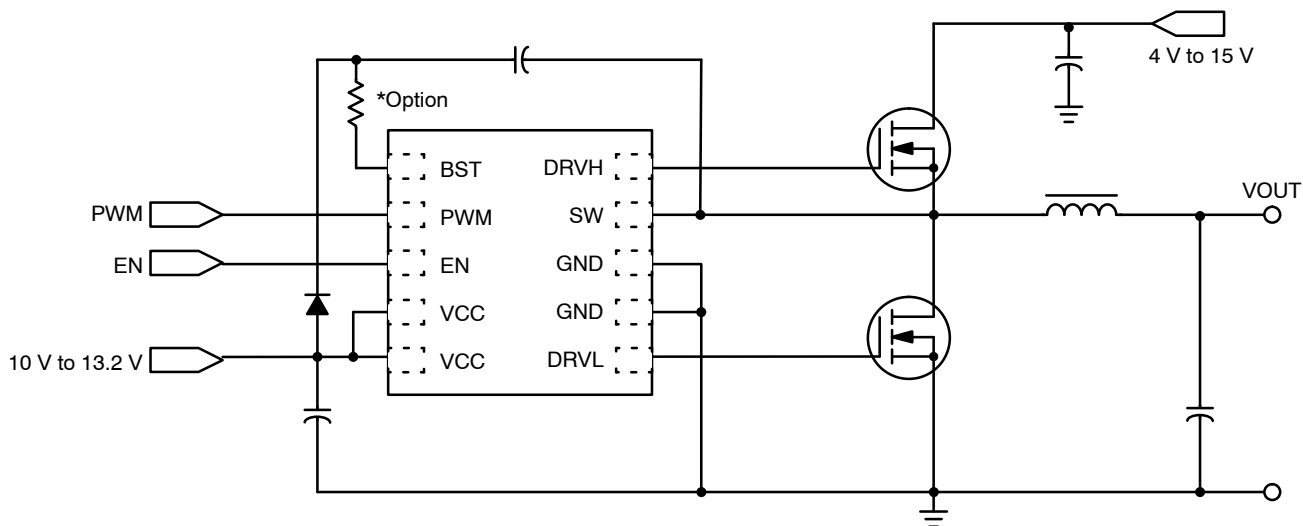 4 V to 15 V
*Option
BST
DRVH
PWM
PWM
SW
VOUT
EN
EN
GND
VCC
GND
10 V to 13.2 V
VCC
DRVL